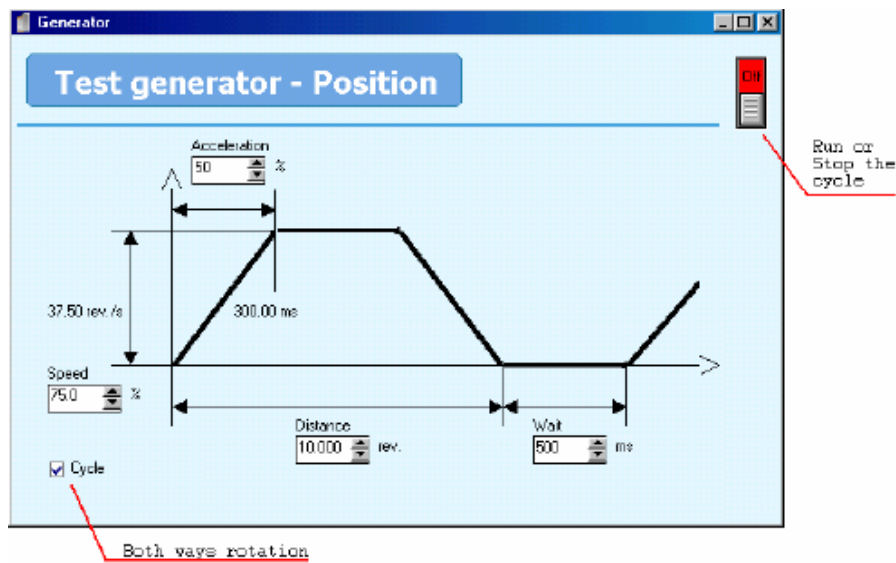 Generator
Test generator - Position
Off
Run or
Stop the
cycle
Acceleration
50 %
37.50 rev./s
300.00 ms
Speed
75.0 %
Distance
10.000 rev.
Wait
500 ms
Cycle
Both ways rotation